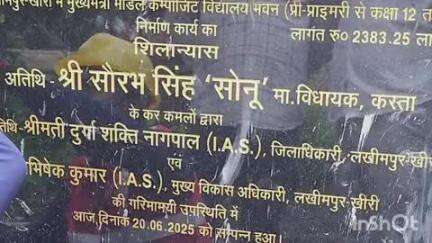 मुख्यमंत्री मॉडल कम्पोजिट विद्यालय भवन (प्री-प्राइमरी से कक्षा 12 त
निर्माण कार्य का लागत रु० 2383.25 ला
शिलान्यास
अतिथि - श्री सौरभ सिंह 'सोनू' मा. विधायक, कस्ता
के कर कमलों द्वारा
थि-श्रीमती दुर्गा शक्ति नागपाल (I.A.S.), जिलाधिकारी, लखीमपुर-खीरी
एवं
भिषेक कुमार (I.A.S.), मुख्य विकास अधिकारी, लखीमपुर-खीरी
की गरिमामयी उपस्थिति में
आज दिनांक 20.06.2025 को सम्पन्न हुआ।
InShOt